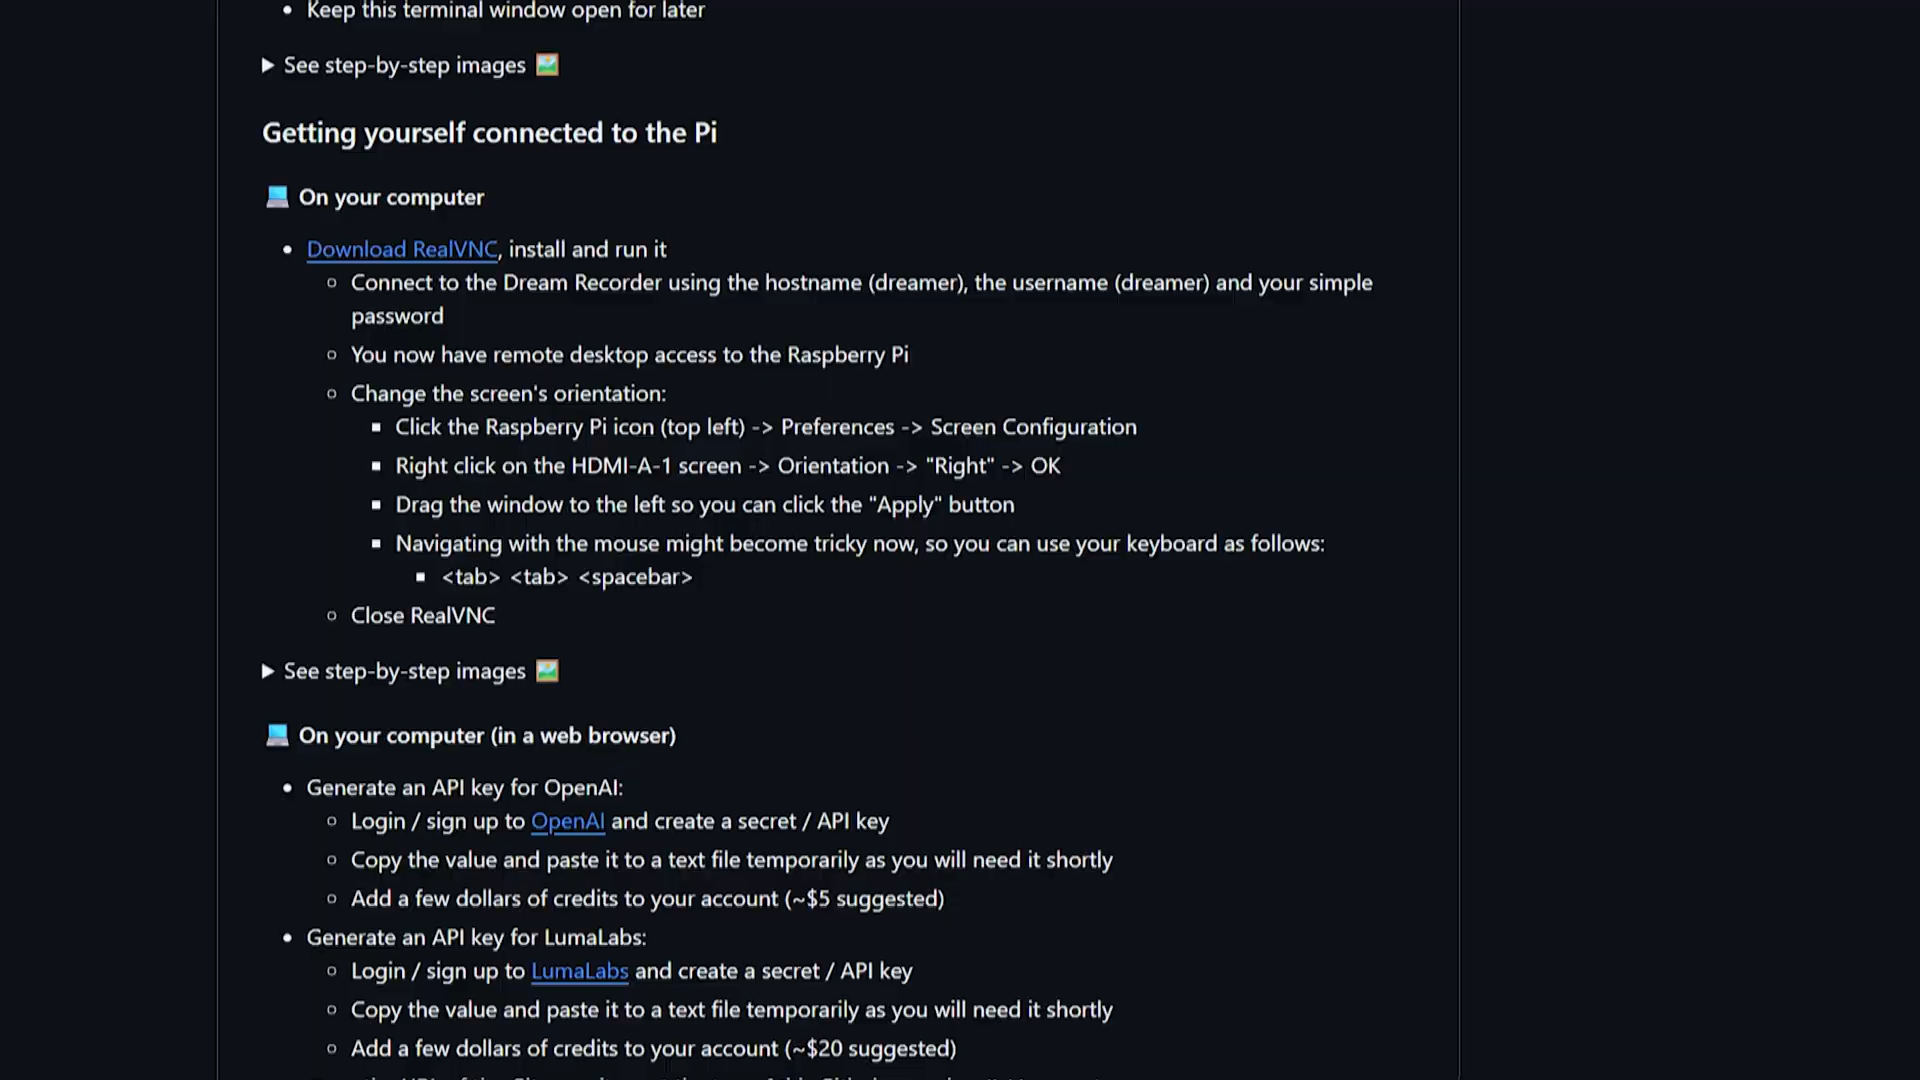 Keep this terminal window open for later
See step-by-step images
Getting yourself connected to the Pi
On your computer
Download RealVNC, install and run it
Connect to the Dream Recorder using the hostname (dreamer), the username (dreamer) and your simple
password
You now have remote desktop access to the Raspberry Pi
Change the screen's orientation:
Click the Raspberry Pi icon (top left) -> Preferences -> Screen Configuration
Right click on the HDMI-A-1 screen -> Orientation -> "Right" -> OK
Drag the window to the left so you can click the "Apply" button
Navigating with the mouse might become tricky now, so you can use your keyboard as follows:
<tab> <tab> <spacebar>
Close RealVNC
See step-by-step images
On your computer (in a web browser)
Generate an API key for OpenAI:
Login / sign up to OpenAI and create a secret / API key
Copy the value and paste it to a text file temporarily as you will need it shortly
Add a few dollars of credits to your account (~$5 suggested)
Generate an API key for LumaLabs:
Login / sign up to LumaLabs and create a secret / API key
Copy the value and paste it to a text file temporarily as you will need it shortly
Add a few dollars of credits to your account (~$20 suggested)